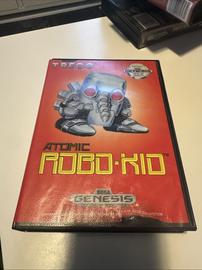 TRECO
ATOMIC
ROBO·KID
SEGA
GENESIS